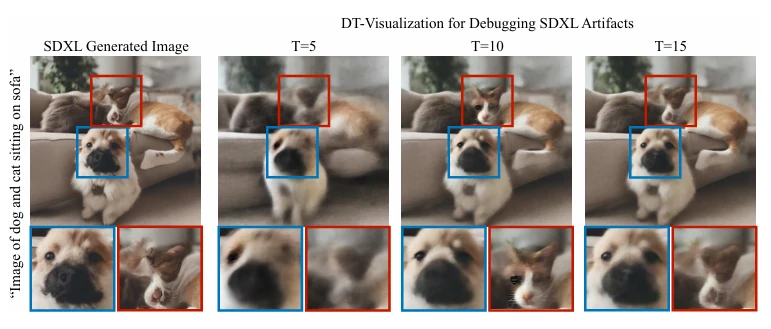 DT-Visualization for Debugging SDXL Artifacts
SDXL Generated Image
T=5
T=10
T=15
“Image of dog and cat sitting on sofa”